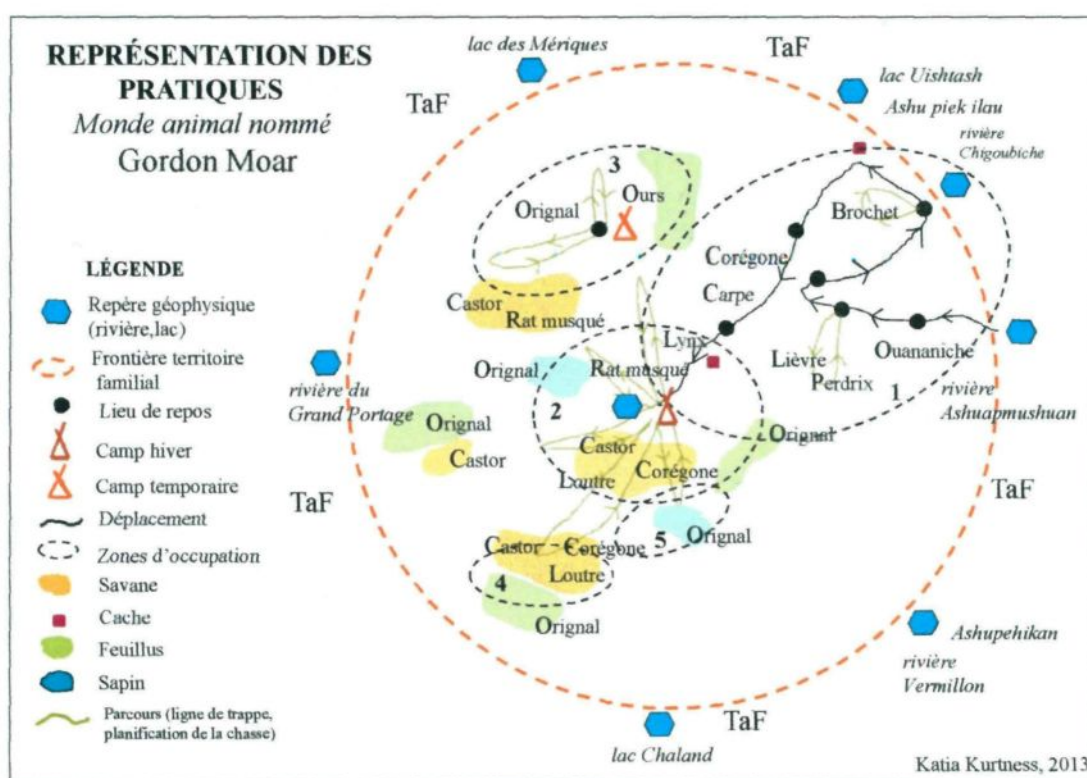 REPRÉSENTATION DES
PRATIQUES
Monde animal nommé
Gordon Moar
LÉGENDE
Repère géophysique
(rivière,lac)
Frontière territoire
familial
Lieu de repos
Camp hiver
Camp temporaire
Déplacement
Zones d'occupation
Savane
Cache
Feuillus
Sapin
Parcours (ligne de trappe,
planification de la chasse)
lac des Mériques
TaF
TaF
lac Uishtash
Ashu piek ilau
rivière
Chigoubiche
3
Ours
Orignal
Brochet
Corégone
Carpe
Castor
Rat musqué
Lynx
Ouananiche
Lièvre
Perdrix
1
rivière
Ashuapmushuan
Orignal
Rat musqué
2
rivière du
Grand Portage
Orignal
Castor
Castor
Corégone
Loutre
Orignal
TaF
TaF
5
Orignal
Castor
Corégone
Loutre
4
Orignal
Ashupehikan
rivière
Vermillon
TaF
lac Chaland
Katia Kurtness, 2013